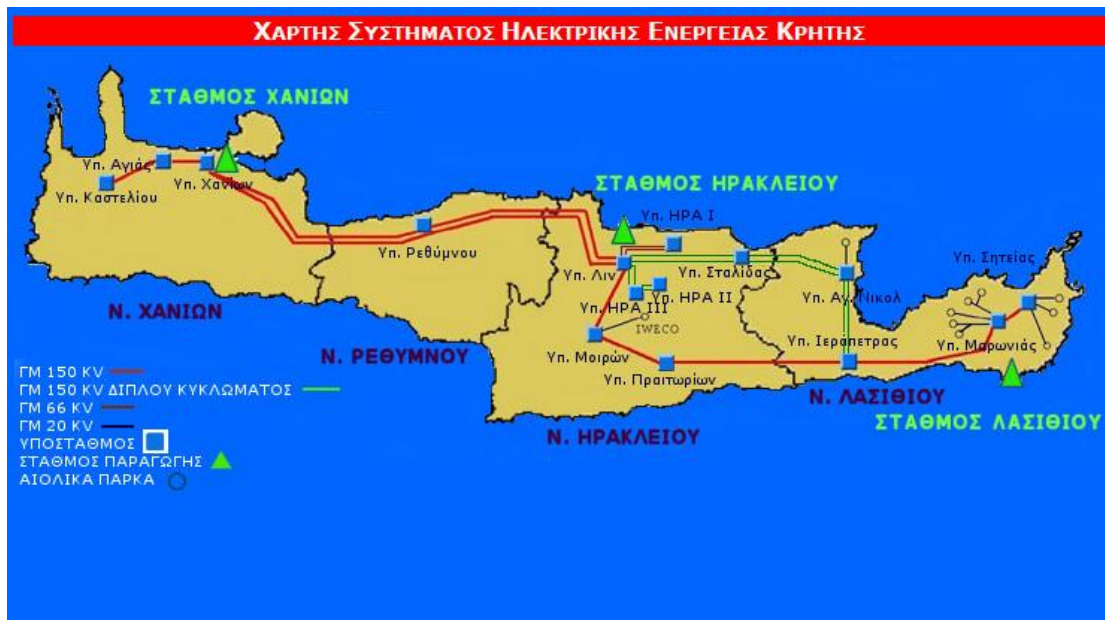 ΧΑΡΤΗΣ ΣΥΣΤΗΜΑΤΟΣ ΗΛΕΚΤΡΙΚΗΣ ΕΝΕΡΓΕΙΑΣ ΚΡΗΤΗΣ
ΣΤΑΘΜΟΣ ΧΑΝΙΩΝ
Υπ. Αγιάς
Υπ. Χανίων
Υπ. Καστελίου
ΣΤΑΘΜΟΣ ΗΡΑΚΛΕΙΟΥ
Υπ. ΗΡΑ Ι
Υπ. Ρεθύμνου
Υπ. Λιν
Υπ. Σταλίδας
Υπ. Σητείας
Υπ. ΗΡΑ ΙΙ
Υπ. Αγ. Νικολ
Υπ. ΗΡΑ ΙΙΙ
IWECO
Ν. ΧΑΝΙΩΝ
Υπ. Ιεράπετρας
Υπ. Μαρωνιάς
Ν. ΡΕΘΥΜΝΟΥ
Υπ. Μοιρών
Υπ. Πραιτωρίων
Ν. ΛΑΣΙΘΙΟΥ
ΣΤΑΘΜΟΣ ΛΑΣΙΘΙΟΥ
Ν. ΗΡΑΚΛΕΙΟΥ
ΓΜ 150 KV
ΓΜ 150 KV ΔΙΠΛΟΥ ΚΥΚΛΩΜΑΤΟΣ
ΓΜ 66 KV
ΓΜ 20 KV
ΥΠΟΣΤΑΘΜΟΣ
ΣΤΑΘΜΟΣ ΠΑΡΑΓΩΓΗΣ
ΑΙΟΛΙΚΑ ΠΑΡΚΑ